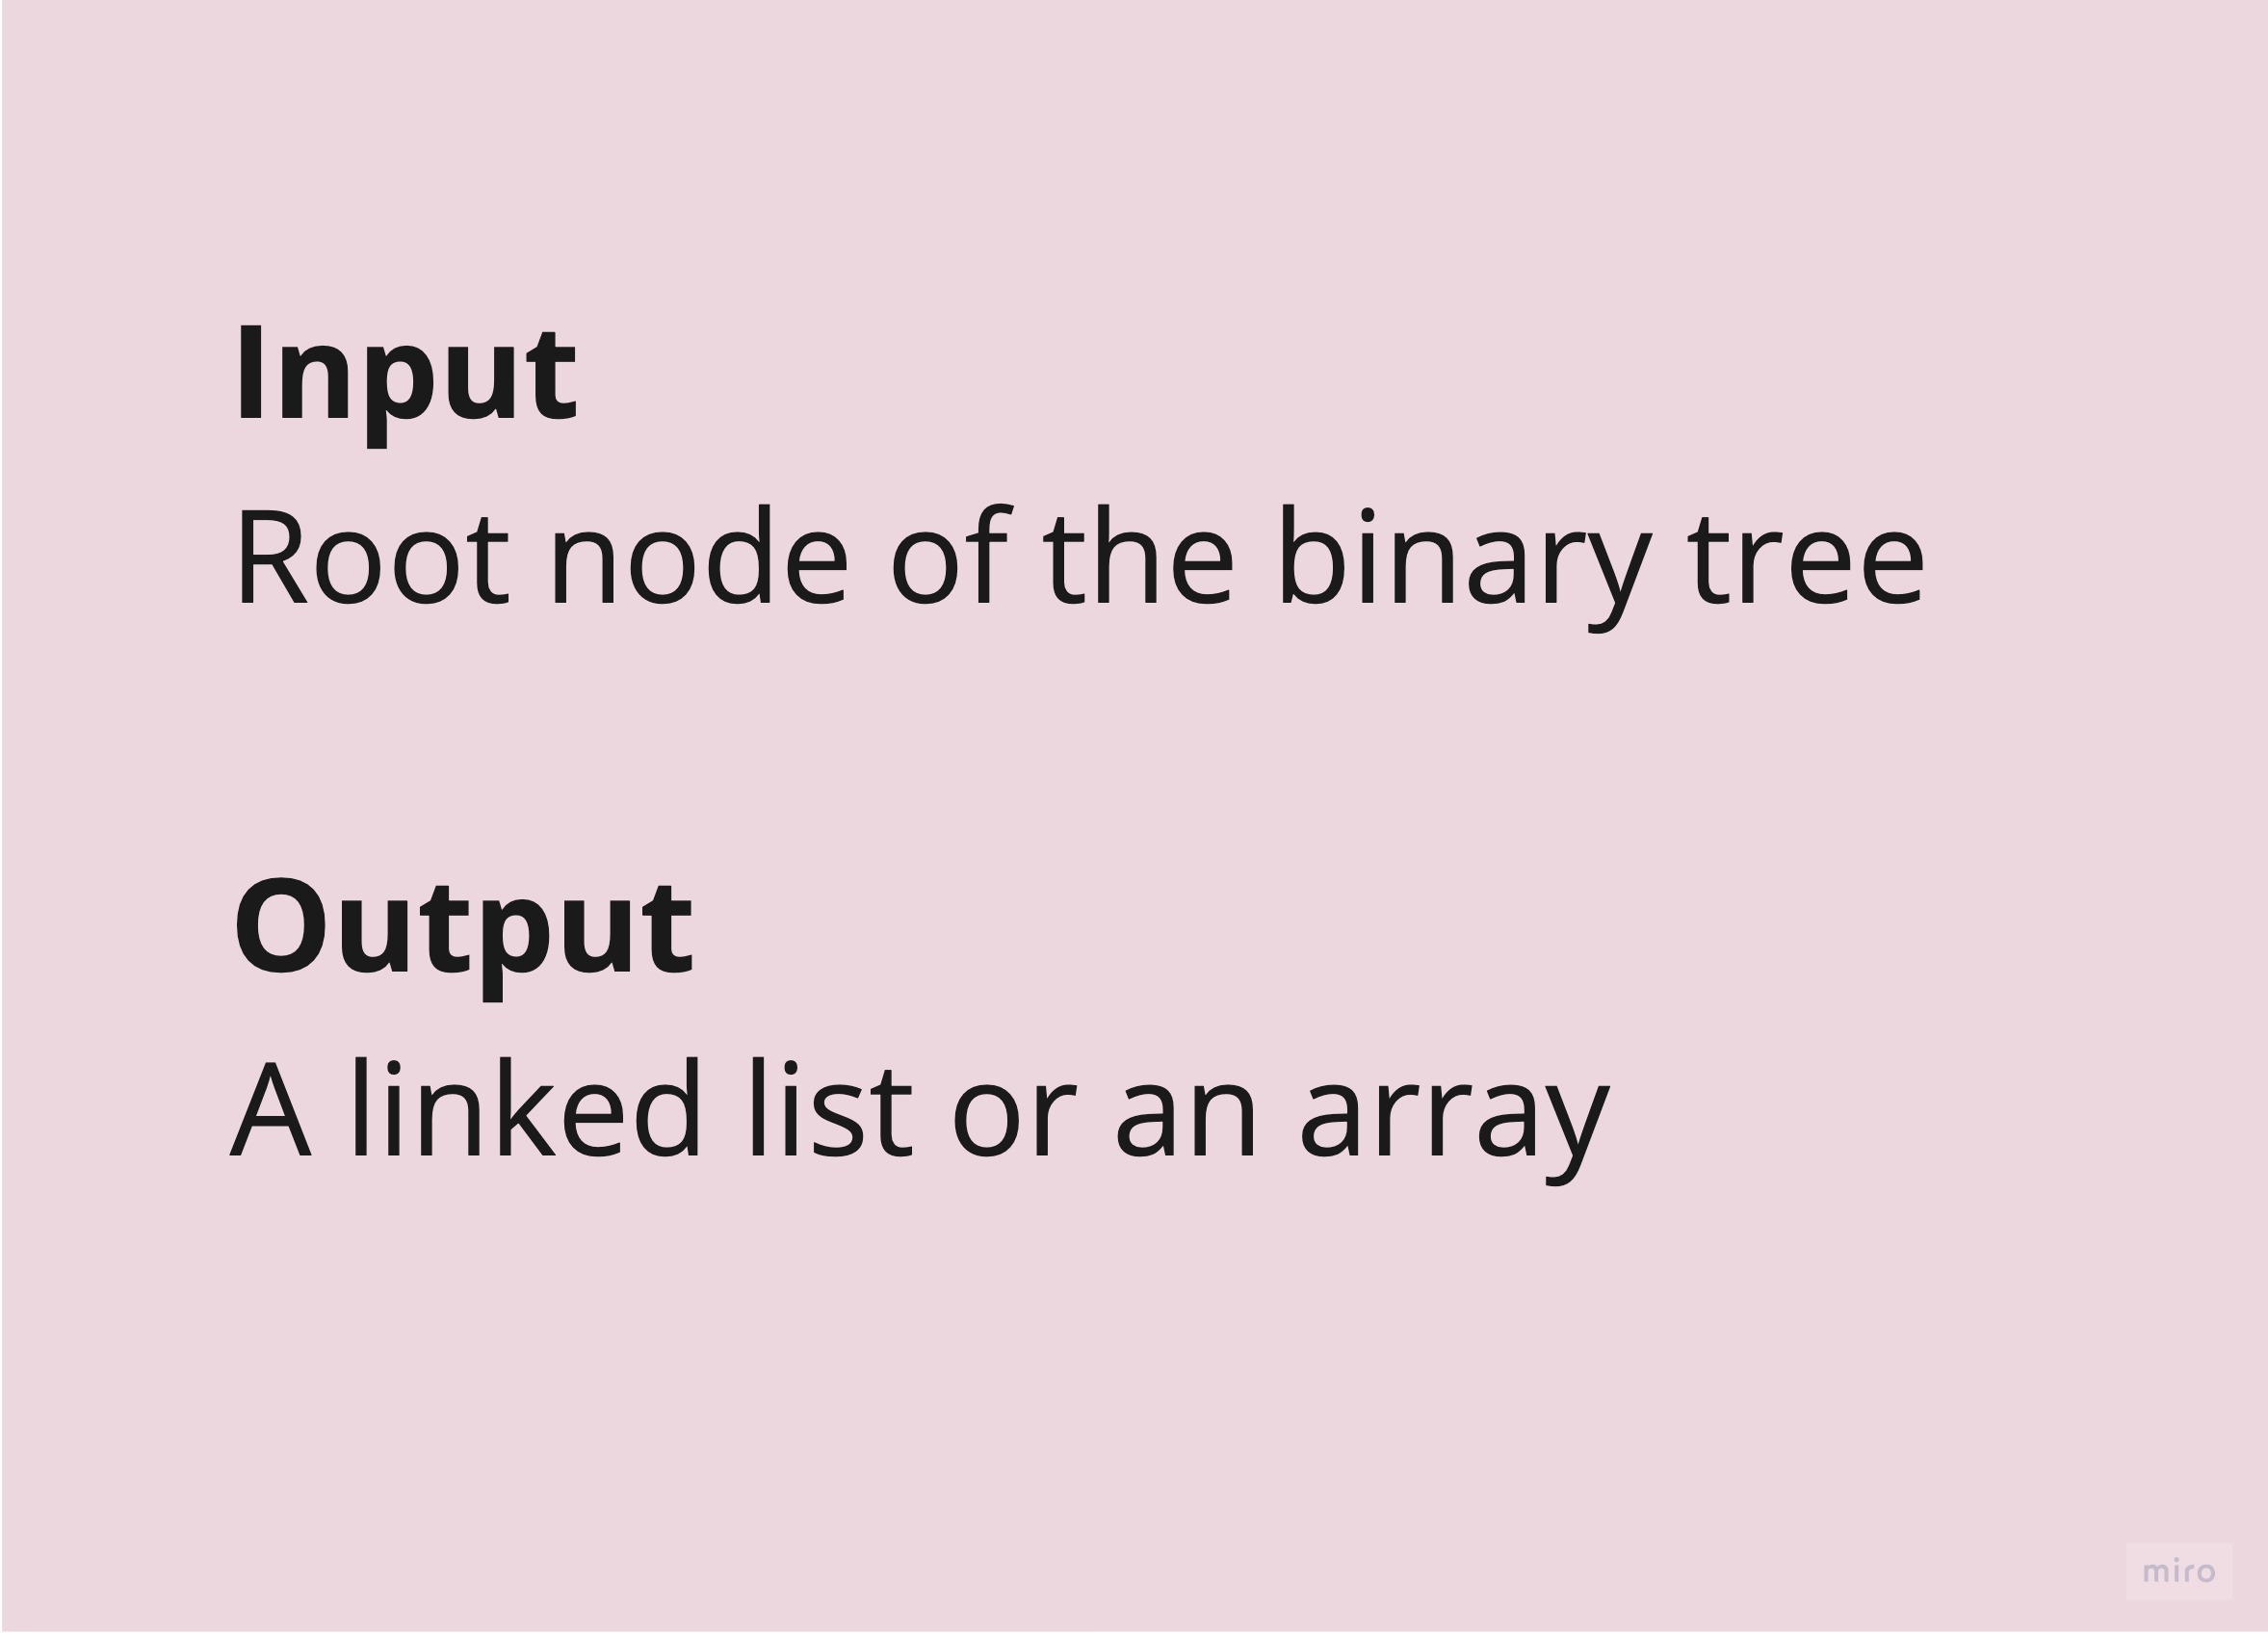 Input
Root node of the binary tree
Output
A linked list or an array
miro